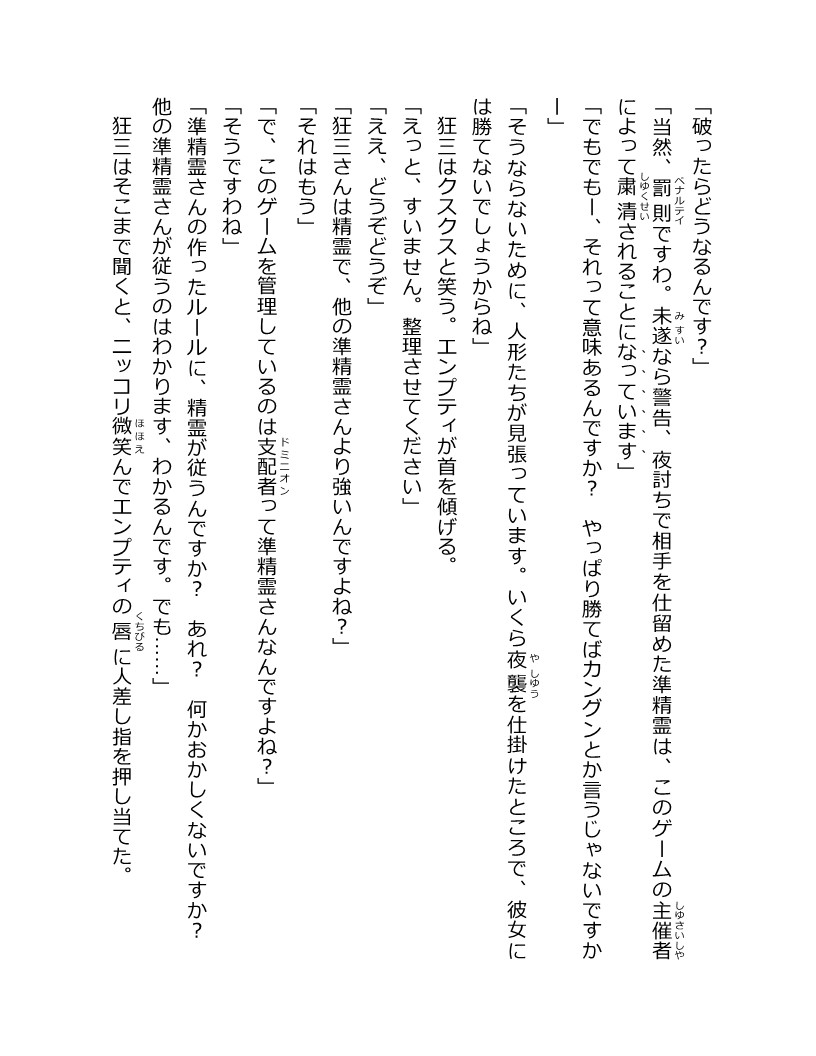 「破ったらどうなるんです？」
「当然、罰則ですわ。未遂なら警告、夜討ちで相手を仕留めた準精霊は、このゲームの主催者
によって粛清されることになっています」
「でもでもー、それって意味あるんですか？　やっぱり勝てばカングンとか言うじゃないですか
ー」
「そうならないために、人形たちが見張っています。いくら夜襲を仕掛けたところで、彼女に
は勝てないでしょうからね」
　狂三はクスクスと笑う。エンプティが首を傾げる。
「えっと、すいません。整理させてください」
「ええ、どうぞどうぞ」
「狂三さんは精霊で、他の準精霊さんより強いんですよね？」
「それはもう」
「で、このゲームを管理しているのは支配者って準精霊さんなんですよね？」
「そうですわね」
「準精霊さんの作ったルールに、精霊が従うんですか？　あれ？　何かおかしくないですか？
他の準精霊さんが従うのはわかります、わかるんです。でも……」
　狂三はそこまで聞くと、ニッコリ微笑んでエンプティの唇に人差し指を押し当てた。